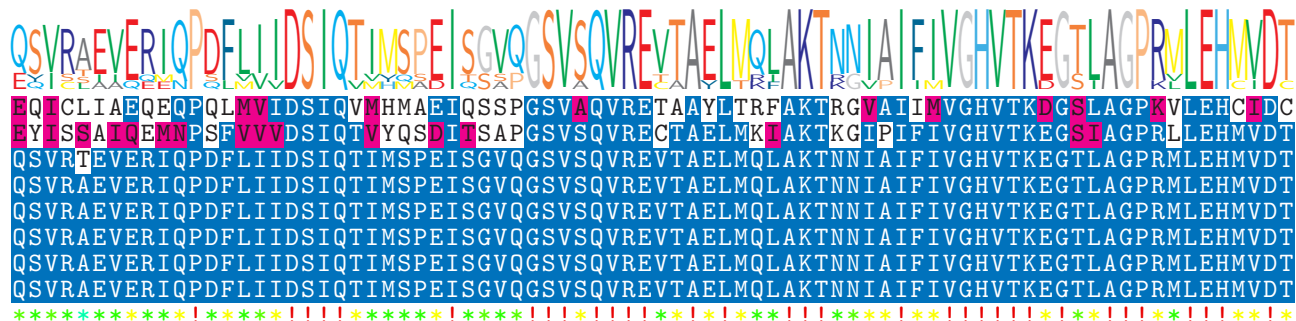 QSVRAEVERIQPDFLIIDSIQTIMSPEISGVQGSVSQVREVTAELMQLAKTNNIAIFIVGHVTKEGTLAGPRMLEHMVDT
EQICLIAEQEQPQLMVIDSIQVMHMAEIQSSPGSVAQVRETAAYLTRFAKTRGVAIIMVGHVTKDGSLAGPKVLEHCIDC
EYISSAIQEMNPSFVVVDSIQTVYQSDITSAPGSVSQVRECTAELMKIAKTKGIPIFIVGHVTKEGSIAGPRLLEHMVDT
QSVRTEVERIQPDFLIIDSIQTIMSPEISGVQGSVSQVREVTAELMQLAKTNNIAIFIVGHVTKEGTLAGPRMLEHMVDT
QSVRAEVERIQPDFLIIDSIQTIMSPEISGVQGSVSQVREVTAELMQLAKTNNIAIFIVGHVTKEGTLAGPRMLEHMVDT
QSVRAEVERIQPDFLIIDSIQTIMSPEISGVQGSVSQVREVTAELMQLAKTNNIAIFIVGHVTKEGTLAGPRMLEHMVDT
QSVRAEVERIQPDFLIIDSIQTIMSPEISGVQGSVSQVREVTAELMQLAKTNNIAIFIVGHVTKEGTLAGPRMLEHMVDT
QSVRAEVERIQPDFLIIDSIQTIMSPEISGVQGSVSQVREVTAELMQLAKTNNIAIFIVGHVTKEGTLAGPRMLEHMVDT
QSVRAEVERIQPDFLIIDSIQTIMSPEISGVQGSVSQVREVTAELMQLAKTNNIAIFIVGHVTKEGTLAGPRMLEHMVDT
***********!*****!!!!******!****!!!*!!!!**!*!***!!!****!**!!!!!!*!**!!!**!!!**!*